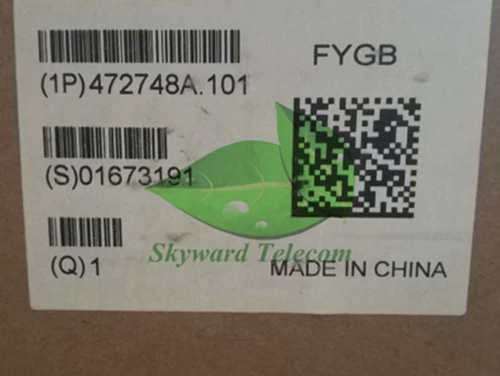 FYGB
(1P)472748A.101
(S)01673191
Skyward Telecom
(Q)1
MADE IN CHINA